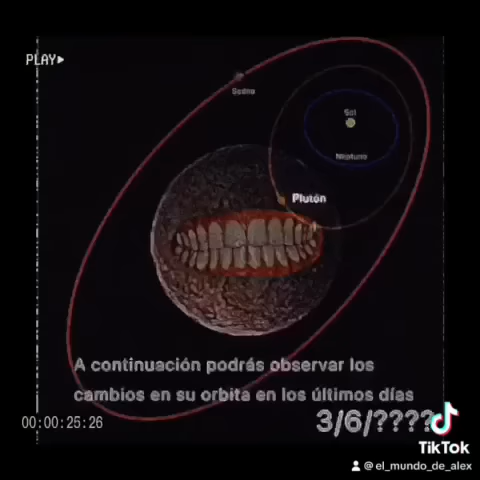 PLAY▶
Sedna
Sol
Neptuno
Plutón
A continuación podrás observar los
cambios en su orbita en los últimos días
00:00:25:26
3/6/????
TikTok
@el_mundo_de_alex